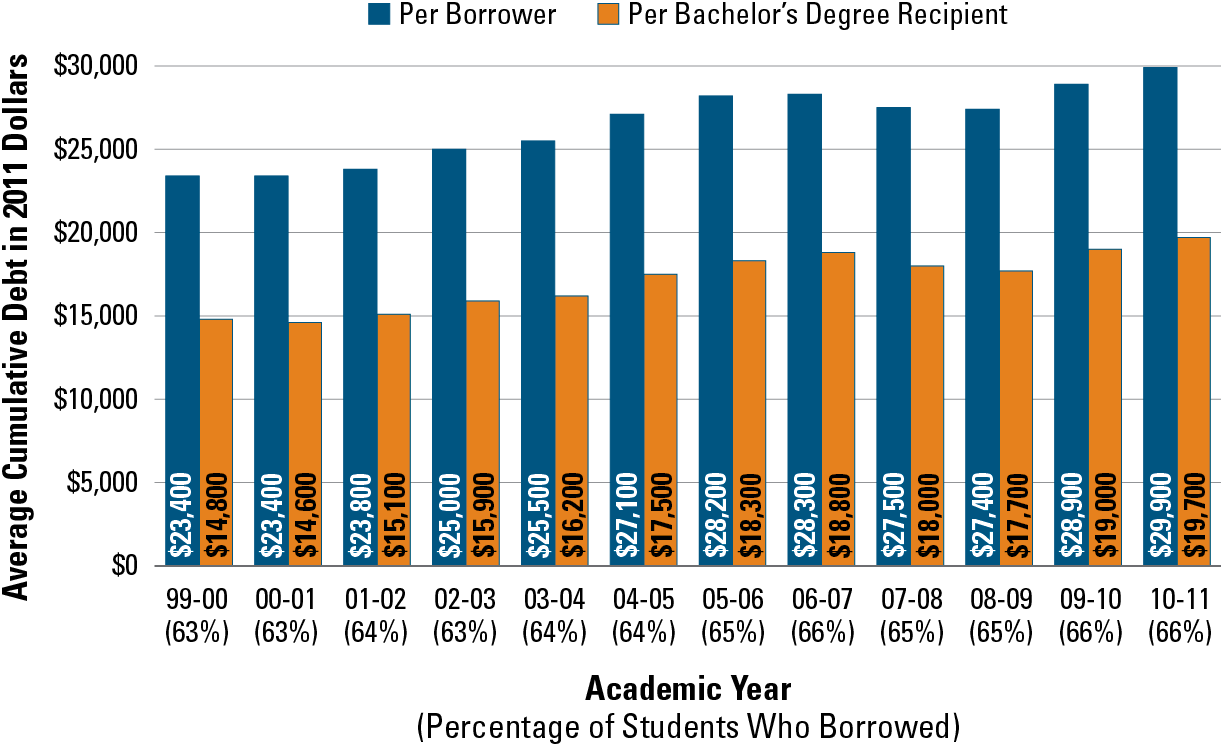 Per Borrower Per Bachelor’s Degree Recipient
Average Cumulative Debt in 2011 Dollars
$30,000
$25,000
$20,000
$15,000
$10,000
$5,000
$0
$23,400 $14,800 $23,400 $14,600 $23,800 $15,100 $25,000 $15,900 $25,500 $16,200 $27,100 $17,500 $28,200 $18,300 $28,300 $18,800 $27,500 $18,000 $27,400 $17,700 $28,900 $19,000 $29,900 $19,700
99-00 00-01 01-02 02-03 03-04 04-05 05-06 06-07 07-08 08-09 09-10 10-11
(63%) (63%) (64%) (63%) (64%) (64%) (65%) (66%) (65%) (65%) (66%) (66%)
Academic Year
(Percentage of Students Who Borrowed)